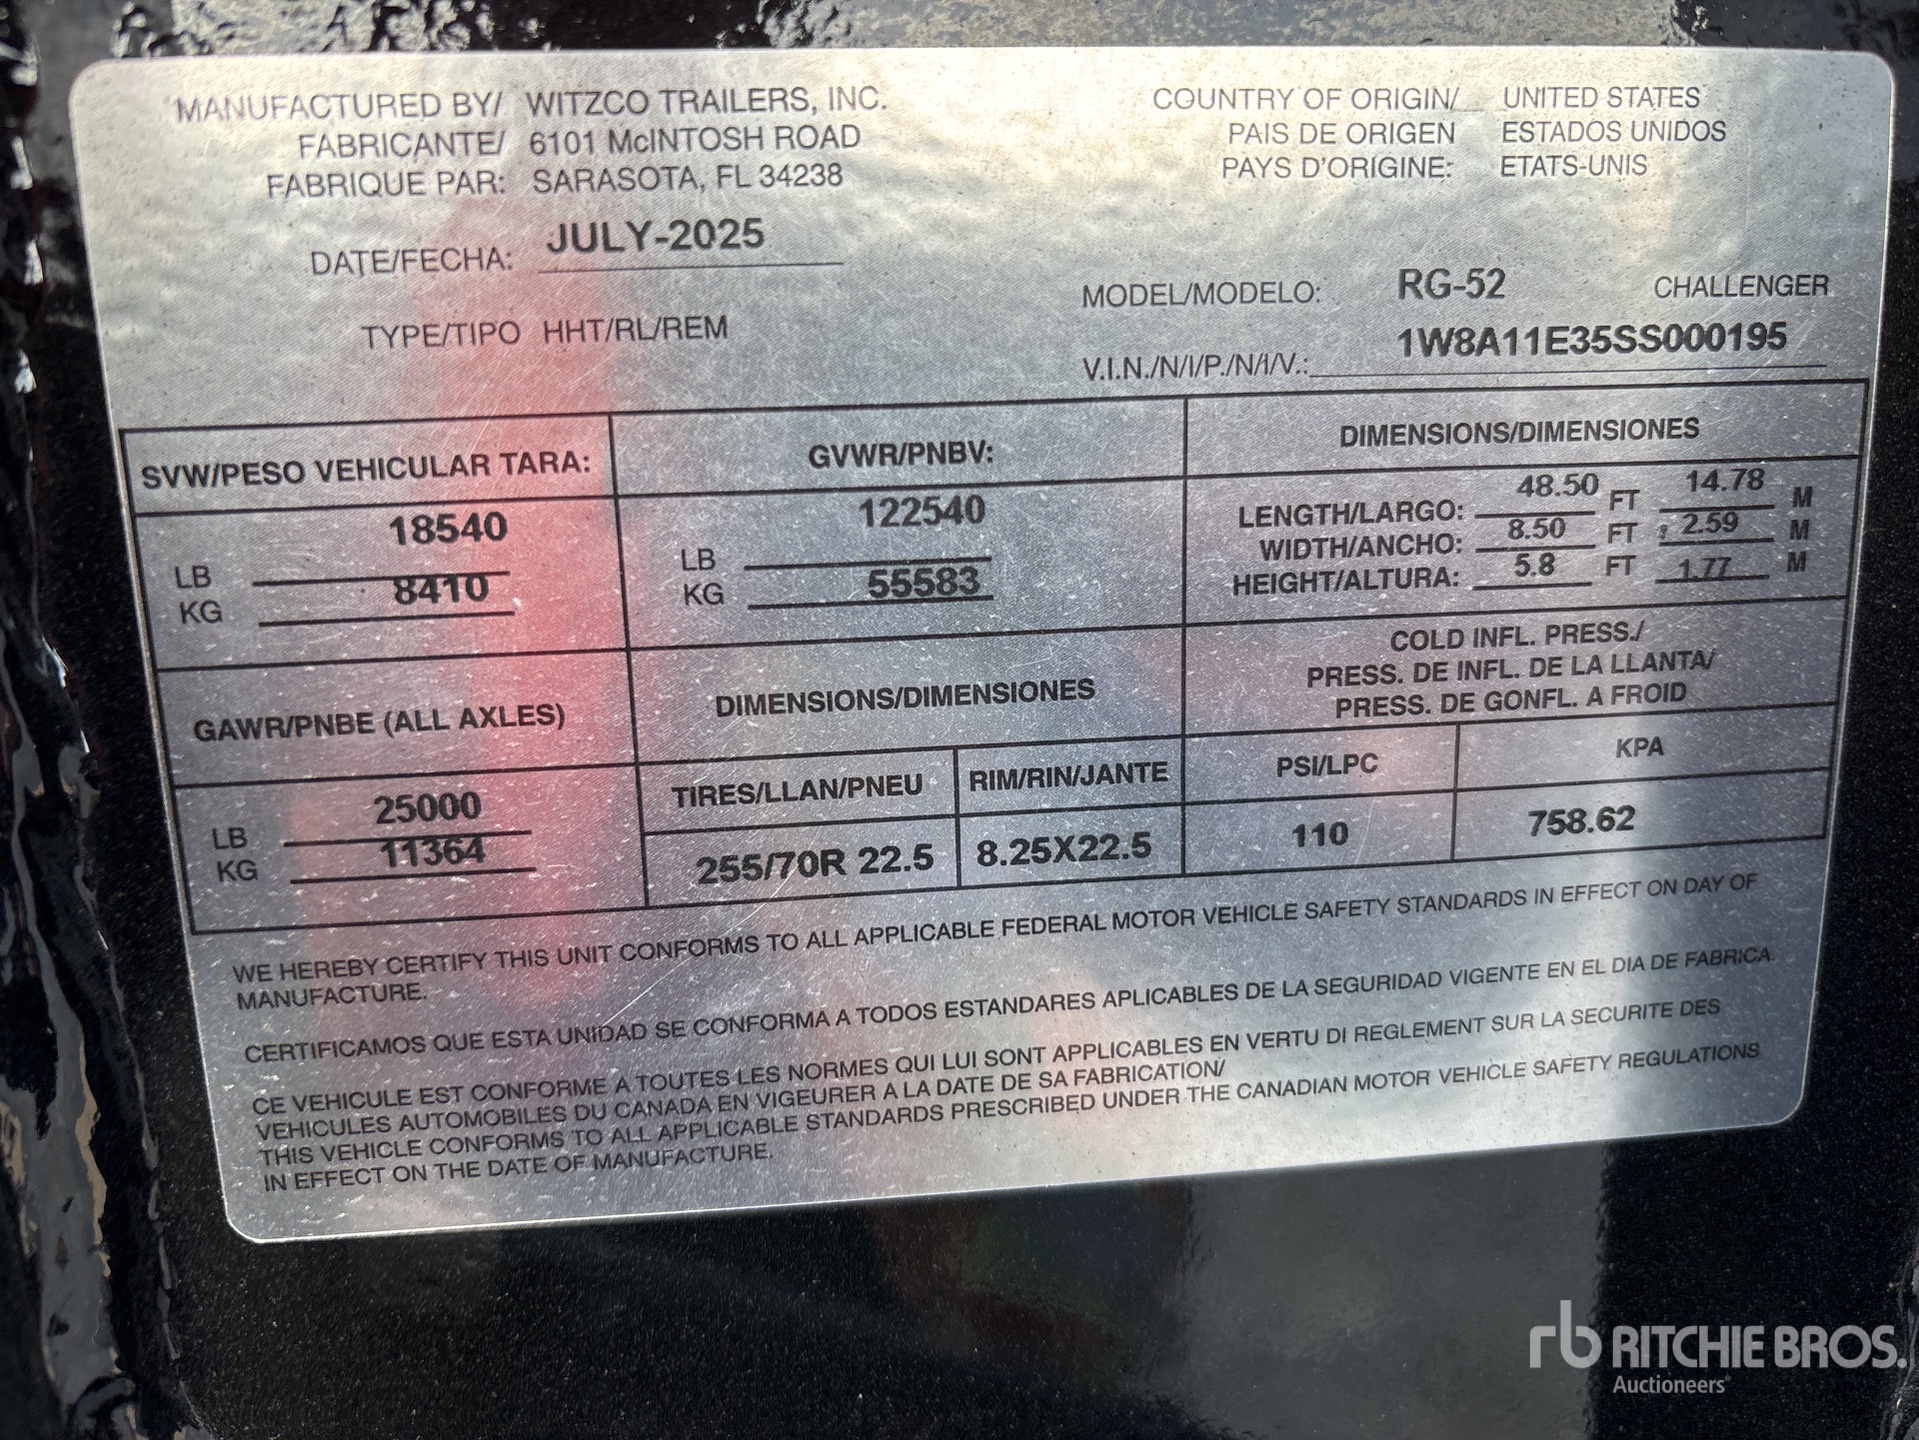 MANUFACTURED BY/ WITZCO TRAILERS, INC.
FABRICANTE/ 6101 McINTOSH ROAD
FABRIQUE PAR: SARASOTA, FL 34238
COUNTRY OF ORIGIN/ UNITED STATES
PAIS DE ORIGEN ESTADOS UNIDOS
PAYS D'ORIGINE: ETATS-UNIS
DATE/FECHA: JULY-2025
TYPE/TIPO HHT/RL/REM
MODEL/MODELO: RG-52 CHALLENGER
V.I.N./N/I/P./N/I/V.: 1W8A11E35SS000195
SVW/PESO VEHICULAR TARA:
LB 18540
KG 8410
GVWR/PNBV:
LB 122540
KG 55583
DIMENSIONS/DIMENSIONES
LENGTH/LARGO: 48.50 FT 14.78 M
WIDTH/ANCHO: 8.50 FT 2.59 M
HEIGHT/ALTURA: 5.8 FT 1.77 M
GAWR/PNBE (ALL AXLES)
LB 25000
KG 11364
DIMENSIONS/DIMENSIONES
TIRES/LLAN/PNEU RIM/RIN/JANTE
255/70R 22.5 8.25X22.5
COLD INFL. PRESS./
PRESS. DE INFL. DE LA LLANTA/
PRESS. DE GONFL. A FROID
PSI/LPC KPA
110 758.62
WE HEREBY CERTIFY THIS UNIT CONFORMS TO ALL APPLICABLE FEDERAL MOTOR VEHICLE SAFETY STANDARDS IN EFFECT ON DAY OF
MANUFACTURE.
CERTIFICAMOS QUE ESTA UNIDAD SE CONFORMA A TODOS ESTANDARES APLICABLES DE LA SEGURIDAD VIGENTE EN EL DIA DE FABRICA.
CE VEHICULE EST CONFORME A TOUTES LES NORMES QUI LUI SONT APPLICABLES EN VERTU DI REGLEMENT SUR LA SECURITE DES
VEHICULES AUTOMOBILES DU CANADA EN VIGEURER A LA DATE DE SA FABRICATION/
THIS VEHICLE CONFORMS TO ALL APPLICABLE STANDARDS PRESCRIBED UNDER THE CANADIAN MOTOR VEHICLE SAFETY REGULATIONS
IN EFFECT ON THE DATE OF MANUFACTURE.
rb RITCHIE BROS.
Auctioneers